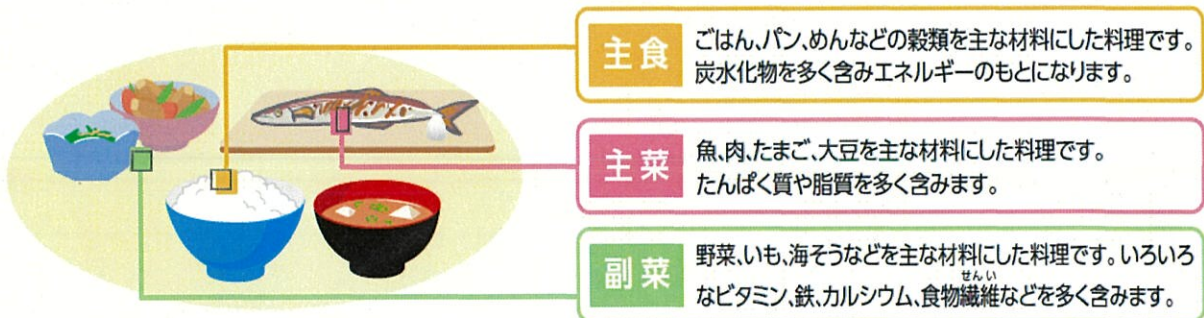 主食
ごはん、パン、めんなどの穀類を主な材料にした料理です。
炭水化物を多く含みエネルギーのもとになります。
主菜
魚、肉、たまご、大豆を主な材料にした料理です。
たんぱく質や脂質を多く含みます。
副菜
野菜、いも、海そうなどを主な材料にした料理です。いろいろ
せんい
なビタミン、鉄、カルシウム、食物繊維などを多く含みます。